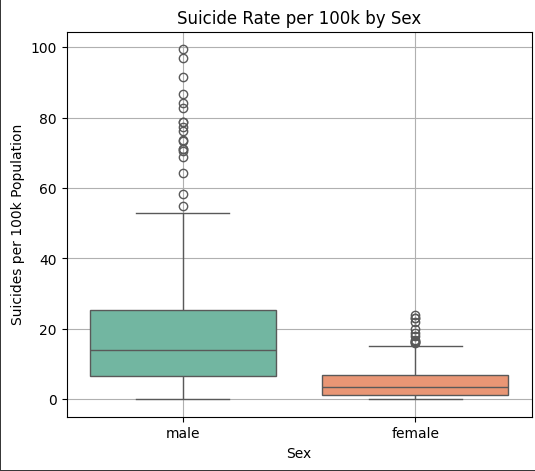 Suicide Rate per 100k by Sex
100
80
60
40
20
0
Suicides per 100k Population
male
female
Sex